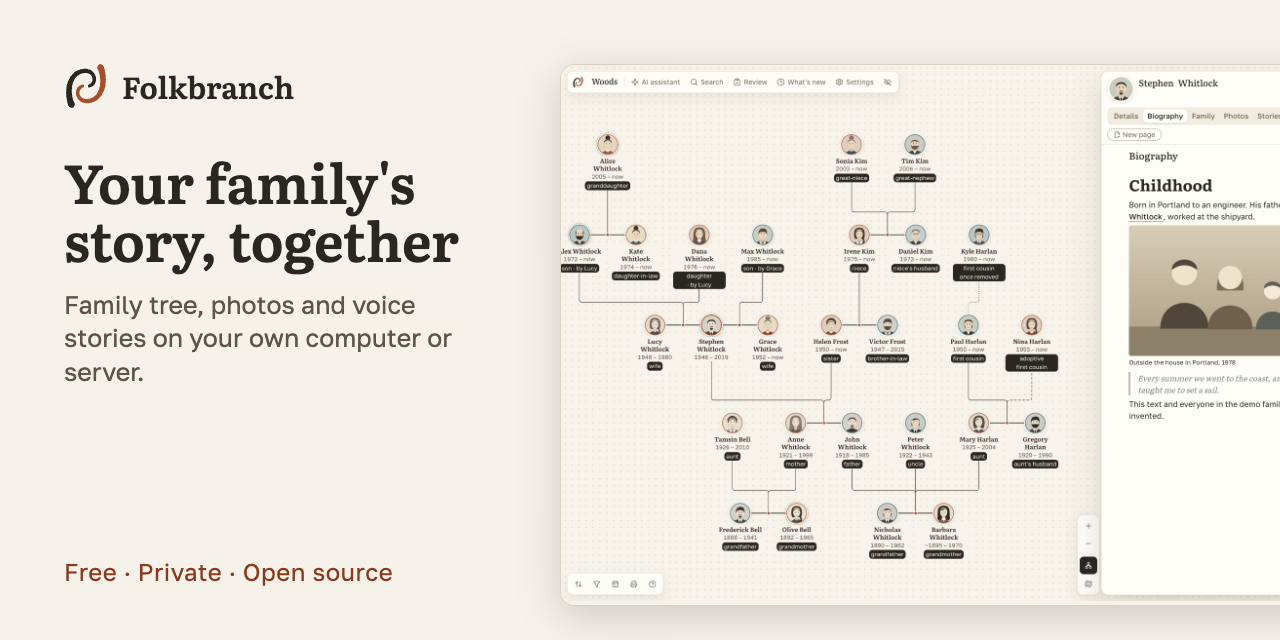 Folkbranch
Your family's
story, together
Family tree, photos and voice
stories on your own computer or
server.
Free · Private · Open source
Woods
AI assistant
Search
Review
What's new
Settings
Alice
Whitlock
2005 – now
granddaughter
Sonia Kim
2003 – now
great-niece
Tim Kim
2006 – now
great-nephew
lex Whitlock
1972 – now
son · by Lucy
Kate
Whitlock
1974 – now
daughter-in-law
Dana
Whitlock
1976 – now
daughter
· by Lucy
Max Whitlock
1985 – now
son · by Grace
Irene Kim
1975 – now
niece
Daniel Kim
1973 – now
niece's husband
Kyle Harlan
1980 – now
first cousin
once removed
Lucy
Whitlock
1948 – 1980
wife
Stephen
Whitlock
1946 – 2019
Grace
Whitlock
1952 – now
wife
Helen Frost
1950 – now
sister
Victor Frost
1947 – 2015
brother-in-law
Paul Harlan
1950 – now
first cousin
Nina Harlan
1953 – now
adoptive
first cousin
Tamsin Bell
1926 – 2010
aunt
Anne
Whitlock
1921 – 1999
mother
John
Whitlock
1918 – 1985
father
Peter
Whitlock
1922 – 1943
uncle
Mary Harlan
1925 – 2004
aunt
Gregory
Harlan
1920 – 1990
aunt's husband
Frederick Bell
1888 – 1941
grandfather
Olive Bell
1892 – 1965
grandmother
Nicholas
Whitlock
1890 – 1962
grandfather
Barbara
Whitlock
~1895 – 1970
grandmother
Stephen Whitlock
Details
Biography
Family
Photos
Stories
New page
Biography
Childhood
Born in Portland to an engineer. His fathe
Whitlock, worked at the shipyard.
Outside the house in Portland, 1978
Every summer we went to the coast, an
taught me to set a sail.
This text and everyone in the demo famil
invented.